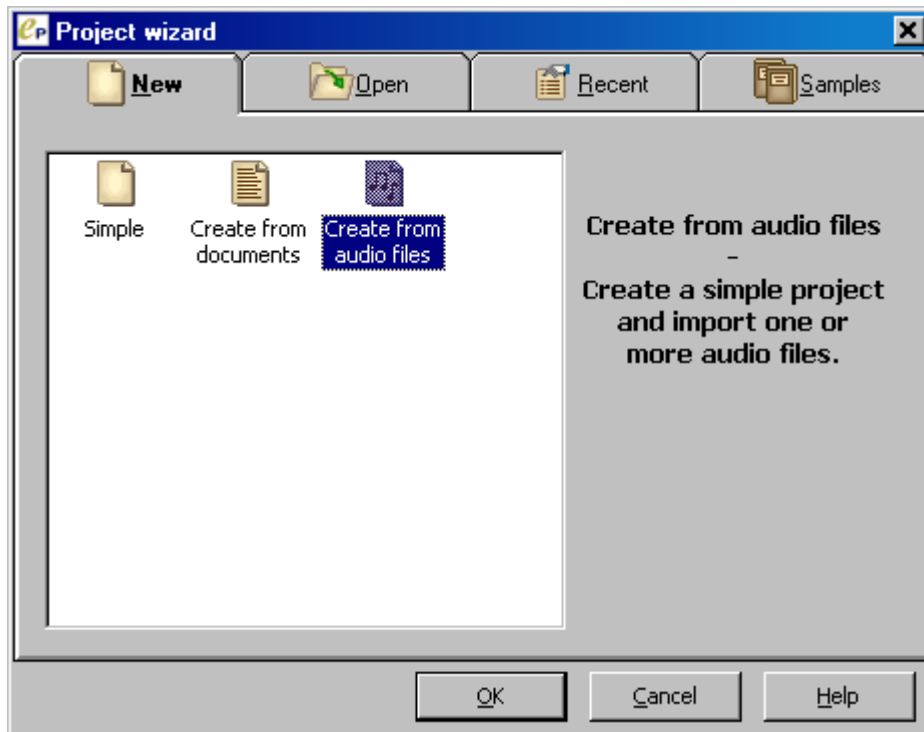 eP Project wizard
New Open Recent Samples
Simple
Create from
documents
Create from
audio files
Create from audio files
–
Create a simple project
and import one or
more audio files.
OK Cancel Help